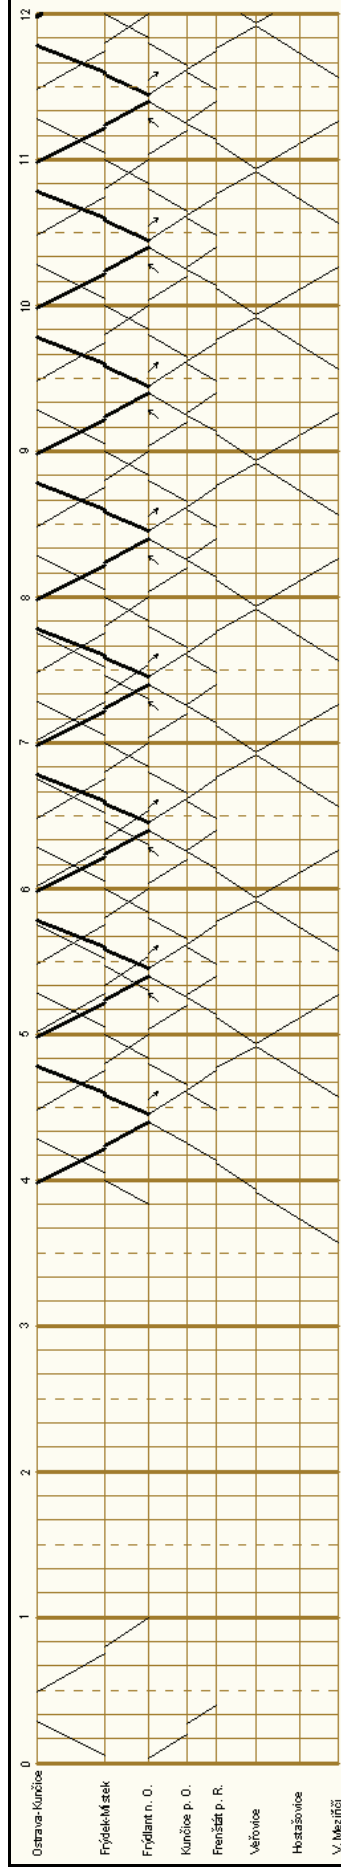 12
11
10
9
8
7
6
5
4
3
2
1
0
Ostrava-Kunčice
Frýdek-Místek
Frýdlant n. O.
Kunčice p. O.
Frenštát p. R.
Veřovice
Hostašovice
V. Meziříčí